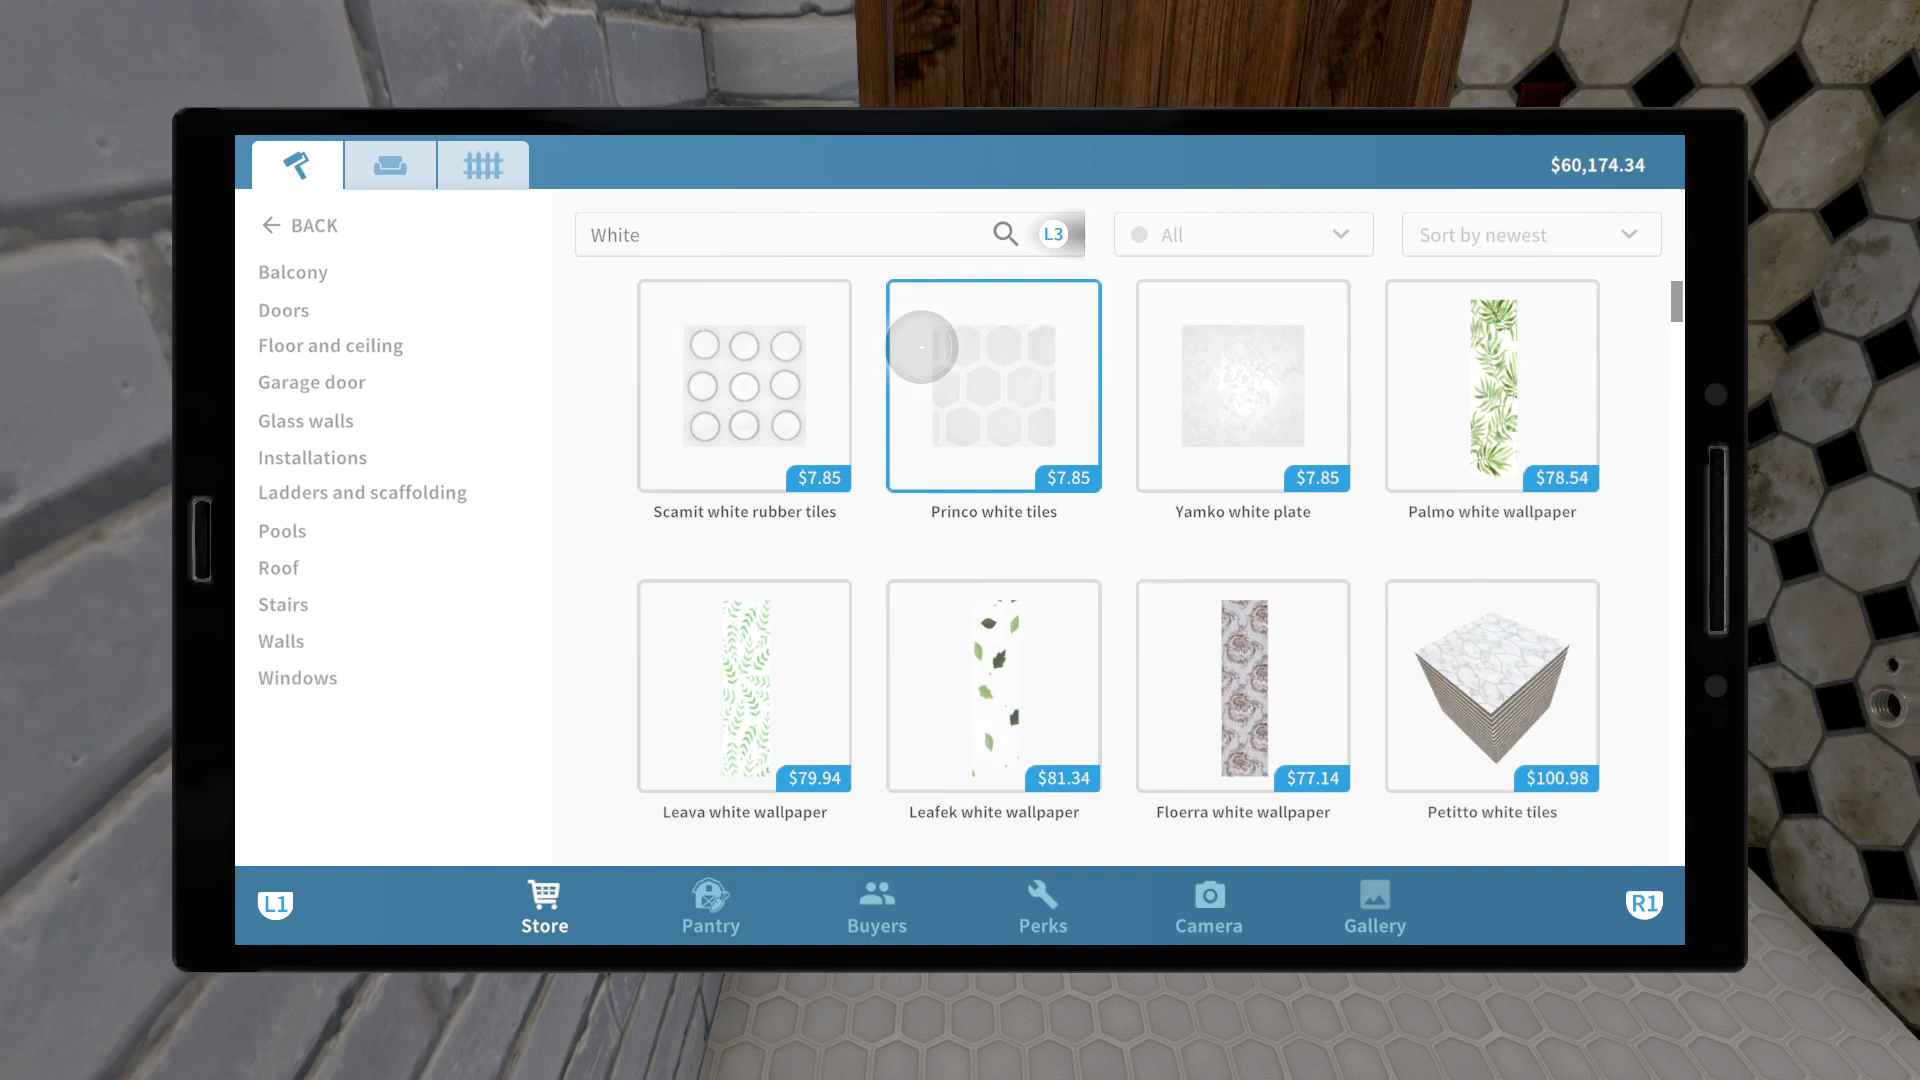 $60,174.34
BACK
Balcony
Doors
Floor and ceiling
Garage door
Glass walls
Installations
Ladders and scaffolding
Pools
Roof
Stairs
Walls
Windows
White
L3
All
Sort by newest
$7.85
$7.85
$7.85
$78.54
Scamit white rubber tiles
Princo white tiles
Yamko white plate
Palmo white wallpaper
$79.94
$81.34
$77.14
$100.98
Leava white wallpaper
Leafek white wallpaper
Floerra white wallpaper
Petitto white tiles
L1
Store
Pantry
Buyers
Perks
Camera
Gallery
R1